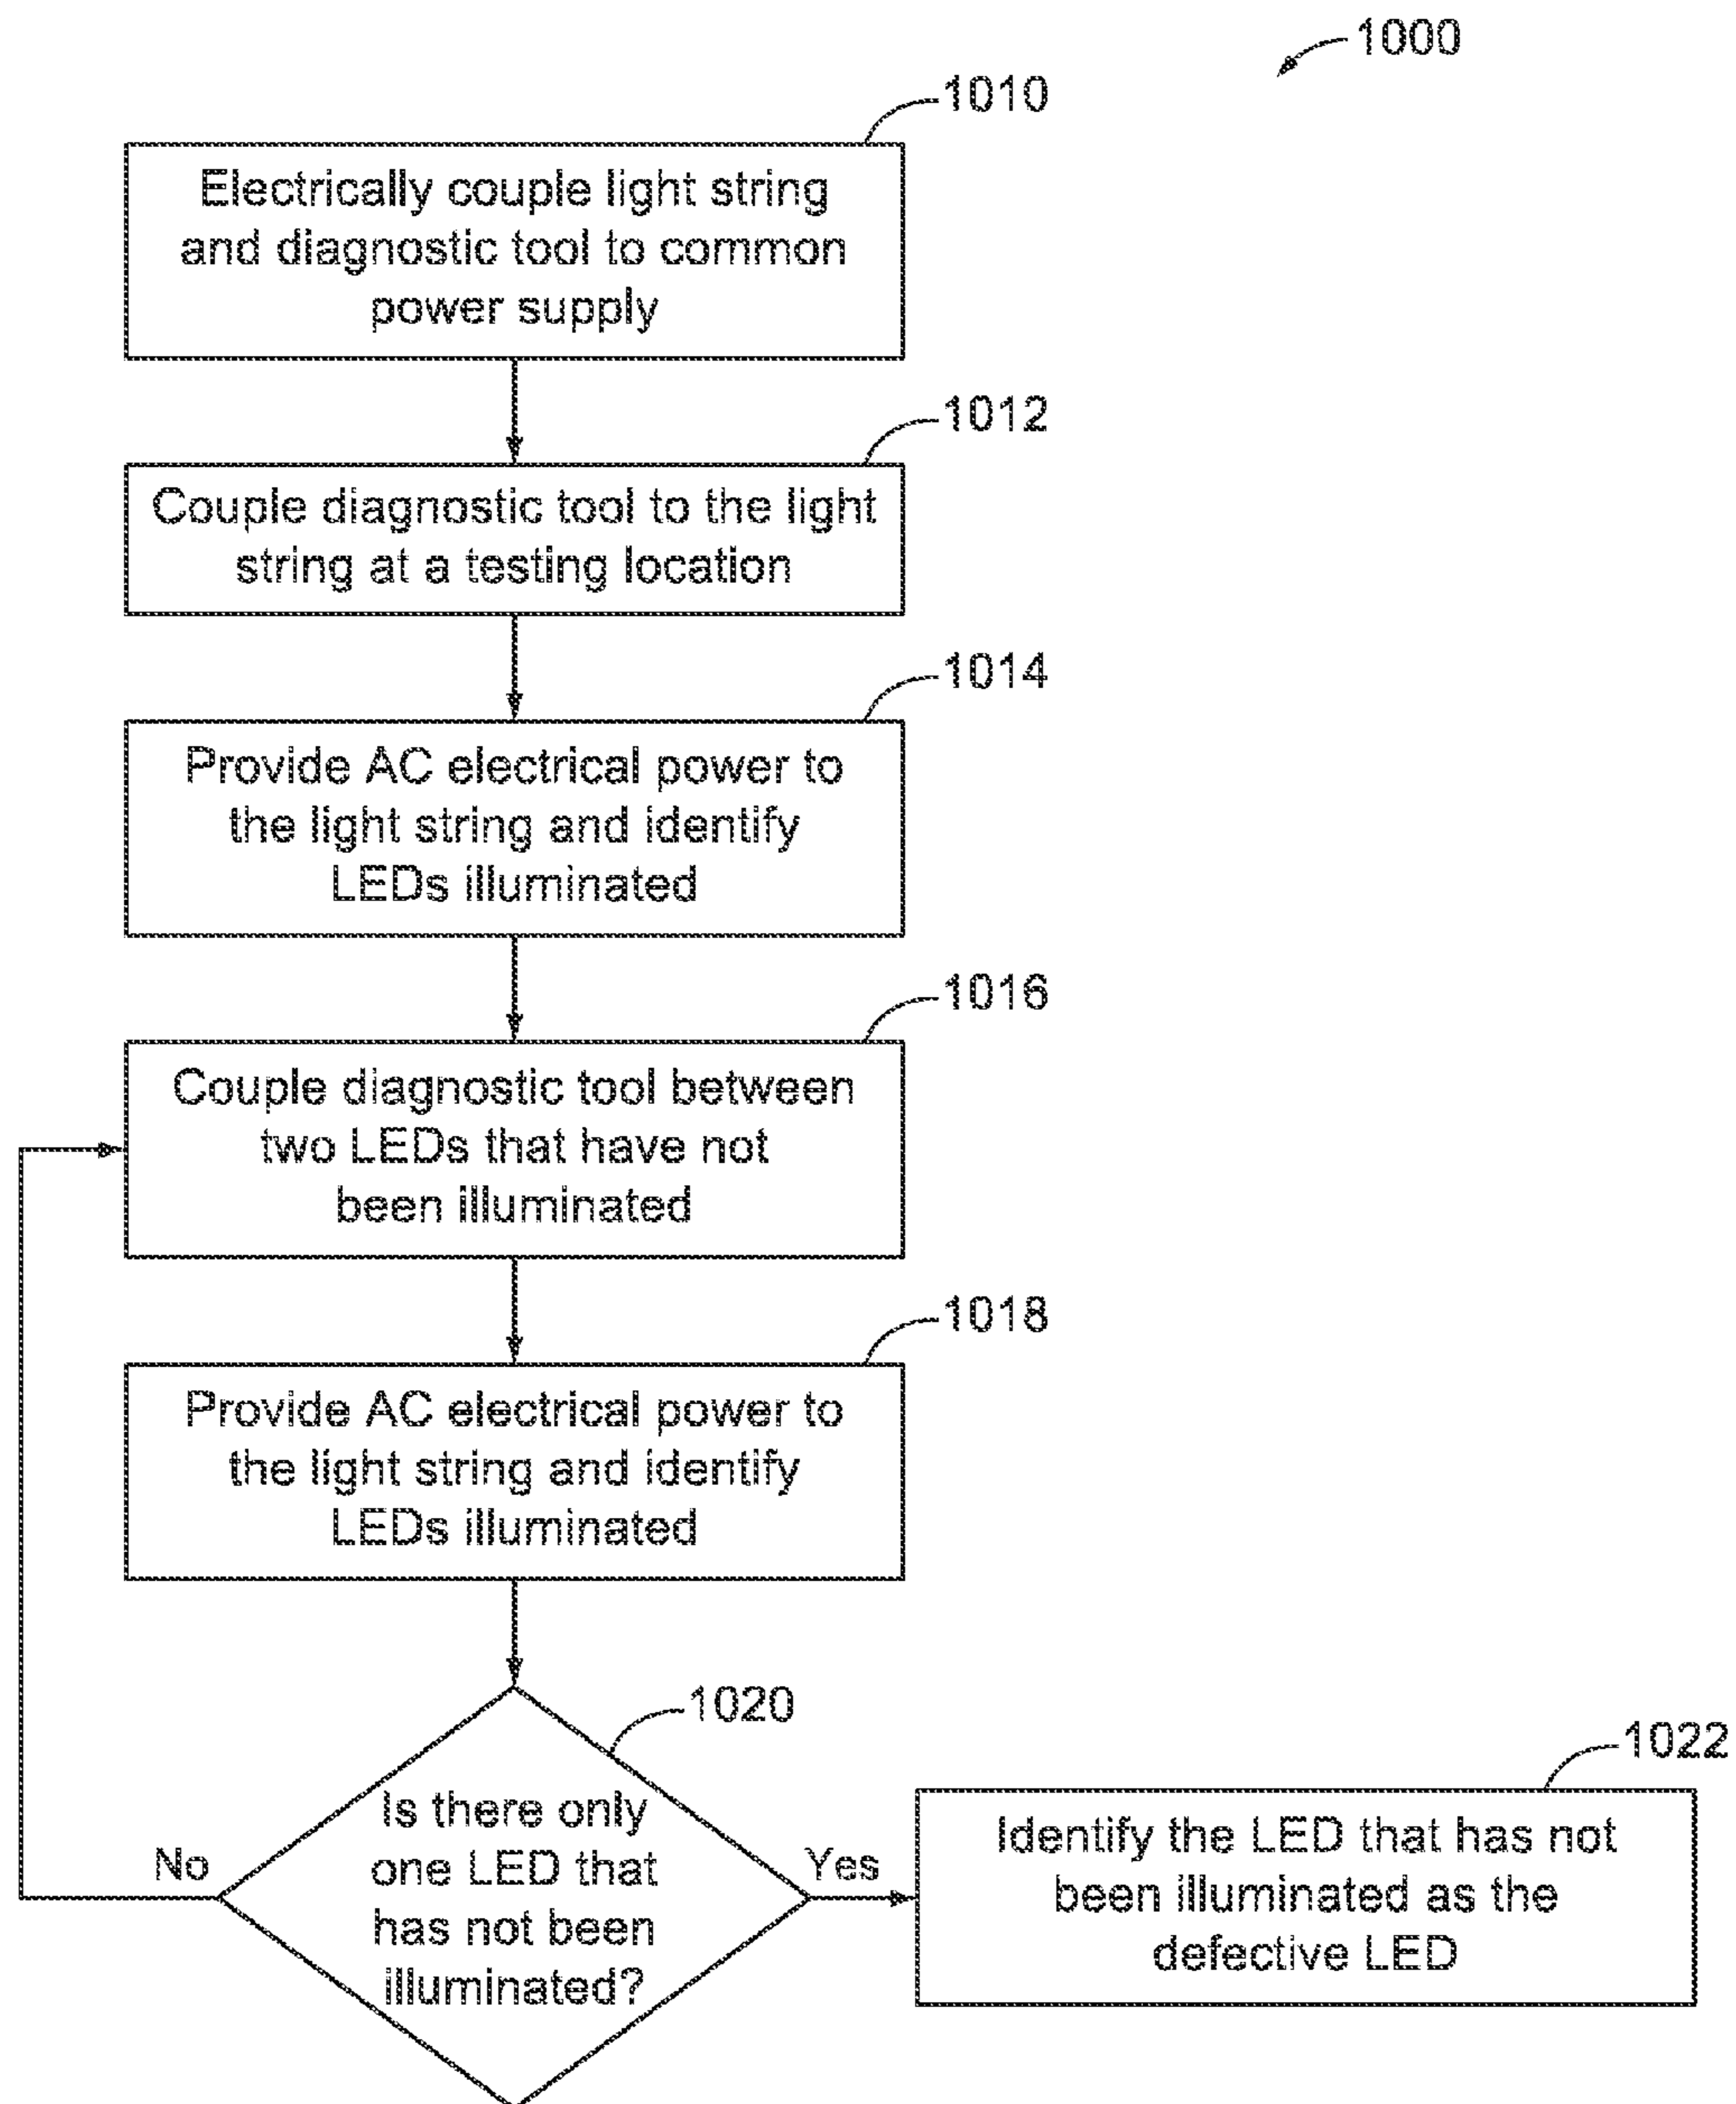 1000
1010
Electrically couple light string
and diagnostic tool to common
power supply
1012
Couple diagnostic tool to the light
string at a testing location
1014
Provide AC electrical power to
the light string and identify
LEDs illuminated
1016
Couple diagnostic tool between
two LEDs that have not
been illuminated
1018
Provide AC electrical power to
the light string and identify
LEDs illuminated
1020
Is there only
one LED that
has not been
illuminated?
No
Yes
1022
Identify the LED that has not
been illuminated as the
defective LED